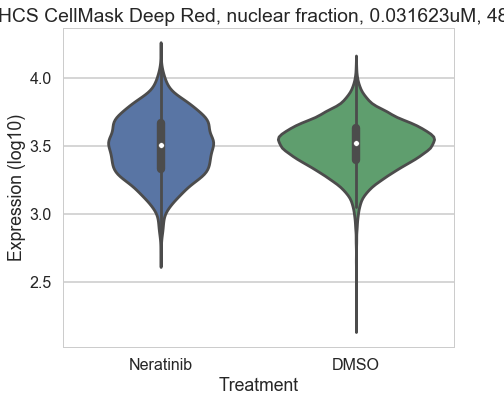 HCS CellMask Deep Red, nuclear fraction, 0.031623uM, 48
Expression (log10)
4.0
3.5
3.0
2.5
Neratinib DMSO
Treatment